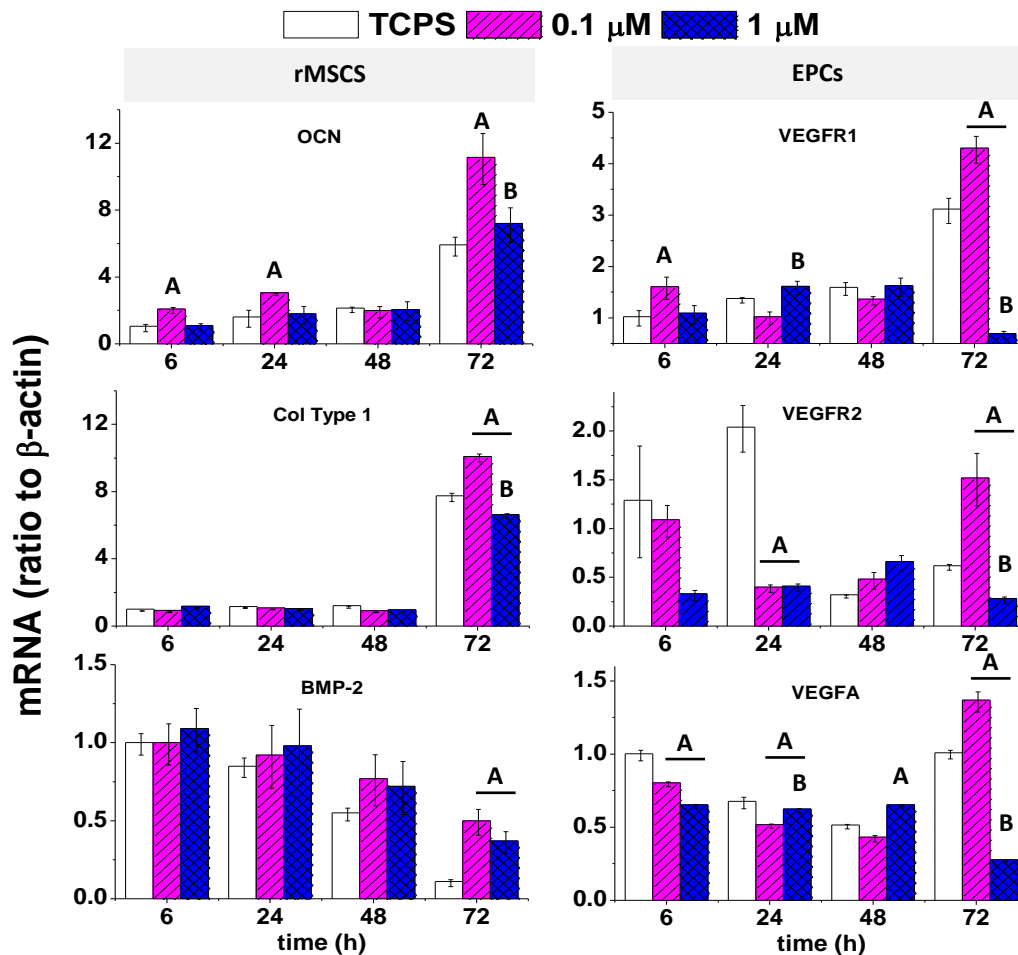 TCPS 0.1 μM 1 μM
rMSCS
EPCs
mRNA (ratio to β-actin)
OCN
12
8
4
0
A
A
A
B
6 24 48 72
VEGFR1
5
4
3
2
1
A
B
A
B
6 24 48 72
Col Type 1
12
8
4
0
A
B
6 24 48 72
VEGFR2
2.0
1.5
1.0
0.5
0.0
A
A
B
6 24 48 72
BMP-2
1.5
1.0
0.5
0.0
A
6 24 48 72
time (h)
VEGFA
1.5
1.0
0.5
0.0
A
A
B
A
A
B
6 24 48 72
time (h)